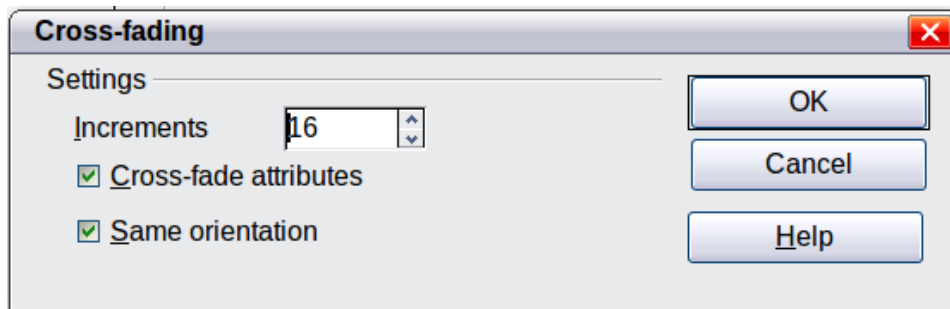 Cross-fading
Settings
Increments 16
Cross-fade attributes
Same orientation
OK
Cancel
Help